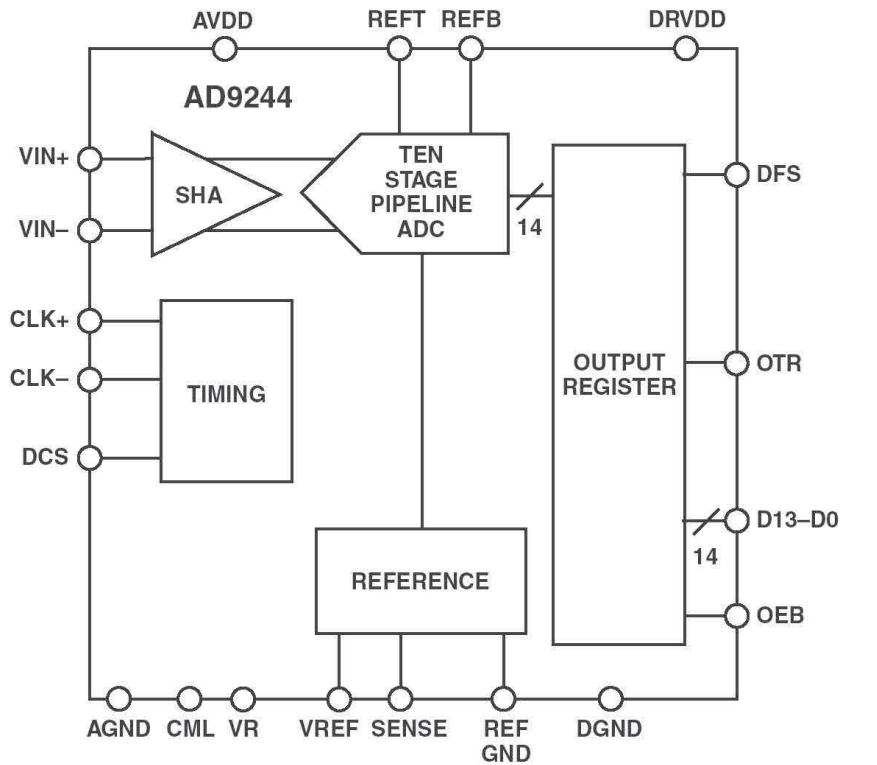 AVDD
REFT
REFB
DRVDD
AD9244
VIN+
VIN–
SHA
TEN
STAGE
PIPELINE
ADC
14
DFS
CLK+
CLK–
DCS
TIMING
OUTPUT
REGISTER
OTR
D13–D0
14
OEB
REFERENCE
AGND
CML
VR
VREF
SENSE
REF
GND
DGND